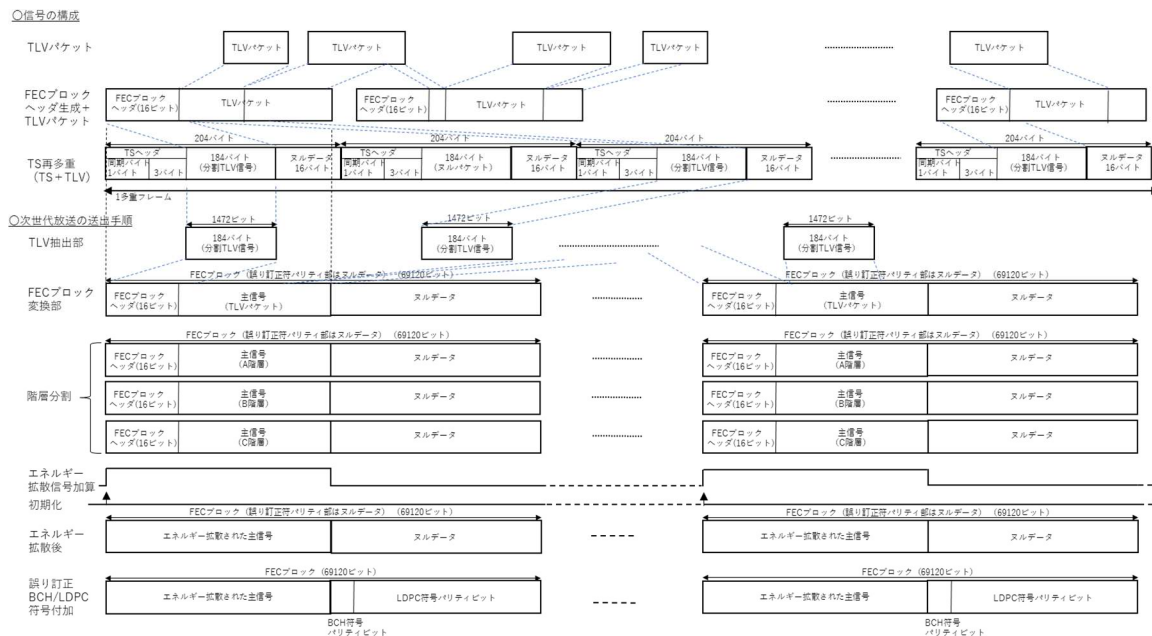 〇信号の構成
TLVパケット
TLVパケット TLVパケット TLVパケット TLVパケット TLVパケット
FECブロック
ヘッダ生成+
TLVパケット
FECブロック
ヘッダ(16ビット)
TLVパケット
FECブロック
ヘッダ(16ビット)
TLVパケット
FECブロック
ヘッダ(16ビット)
TLVパケット
204バイト 204バイト 204バイト 204バイト
TS再多重
(TS+TLV)
TSヘッダ
同期バイト
1バイト 3バイト
184バイト
(分割TLV信号)
ヌルデータ
16バイト
TSヘッダ
同期バイト
1バイト 3バイト
184バイト
(ヌルパケット)
ヌルデータ
16バイト
TSヘッダ
同期バイト
1バイト 3バイト
184バイト
(分割TLV信号)
ヌルデータ
16バイト
TSヘッダ
同期バイト
1バイト 3バイト
184バイト
(分割TLV信号)
ヌルデータ
16バイト
1多重フレーム
〇次世代放送の送出手順
TLV抽出部
1472ビット
184バイト
(分割TLV信号)
1472ビット
184バイト
(分割TLV信号)
1472ビット
184バイト
(分割TLV信号)
FECブロック(誤り訂正符パリティ部はヌルデータ) (69120ビット)
FECブロック(誤り訂正符パリティ部はヌルデータ) (69120ビット)
FECブロック
変換部
FECブロック
ヘッダ(16ビット)
主信号
(TLVパケット)
ヌルデータ
FECブロック
ヘッダ(16ビット)
主信号
(TLVパケット)
ヌルデータ
FECブロック(誤り訂正符パリティ部はヌルデータ) (69120ビット)
FECブロック(誤り訂正符パリティ部はヌルデータ) (69120ビット)
階層分割
FECブロック
ヘッダ(16ビット)
主信号
(A階層)
ヌルデータ
FECブロック
ヘッダ(16ビット)
主信号
(A階層)
ヌルデータ
FECブロック
ヘッダ(16ビット)
主信号
(B階層)
ヌルデータ
FECブロック
ヘッダ(16ビット)
主信号
(B階層)
ヌルデータ
FECブロック
ヘッダ(16ビット)
主信号
(C階層)
ヌルデータ
FECブロック
ヘッダ(16ビット)
主信号
(C階層)
ヌルデータ
エネルギー
拡散信号加算
初期化
FECブロック(誤り訂正符パリティ部はヌルデータ) (69120ビット)
FECブロック(誤り訂正符パリティ部はヌルデータ) (69120ビット)
エネルギー
拡散後
エネルギー拡散された主信号 ヌルデータ
エネルギー拡散された主信号 ヌルデータ
FECブロック(69120ビット)
FECブロック(69120ビット)
誤り訂正
BCH/LDPC
符号付加
エネルギー拡散された主信号 LDPC符号パリティビット
エネルギー拡散された主信号 LDPC符号パリティビット
BCH符号
パリティビット
BCH符号
パリティビット